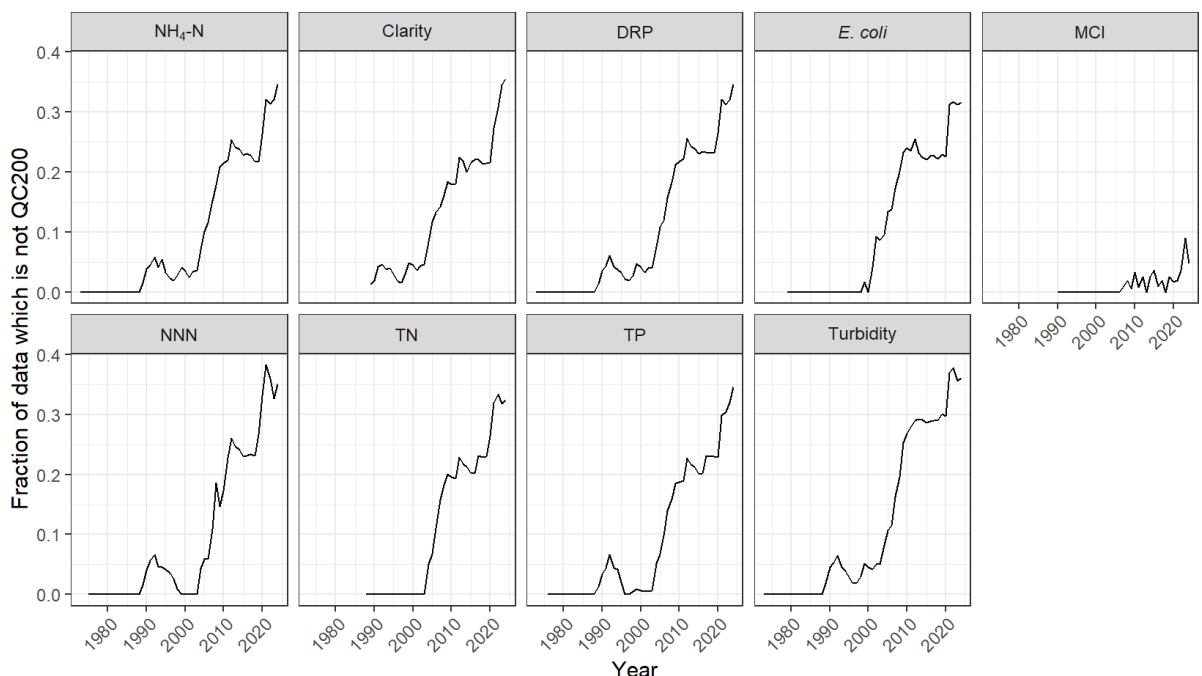 NH₄-N
Clarity
DRP
E. coli
MCI
0.4
0.3
0.2
0.1
0.0
1980 1990 2000 2010 2020
NNN
TN
TP
Turbidity
0.4
0.3
0.2
0.1
0.0
1980 1990 2000 2010 2020
1980 1990 2000 2010 2020
1980 1990 2000 2010 2020
1980 1990 2000 2010 2020
Fraction of data which is not QC200
Year